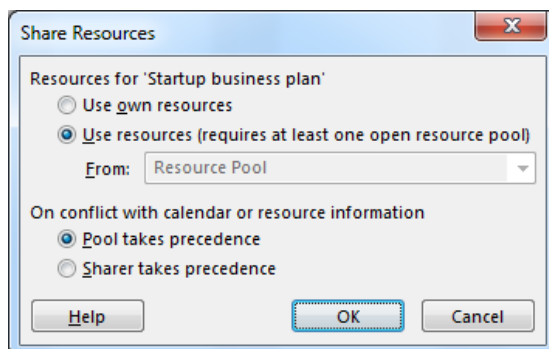 Share Resources
Resources for 'Startup business plan'
Use own resources
Use resources (requires at least one open resource pool)
From: Resource Pool
On conflict with calendar or resource information
Pool takes precedence
Sharer takes precedence
Help OK Cancel